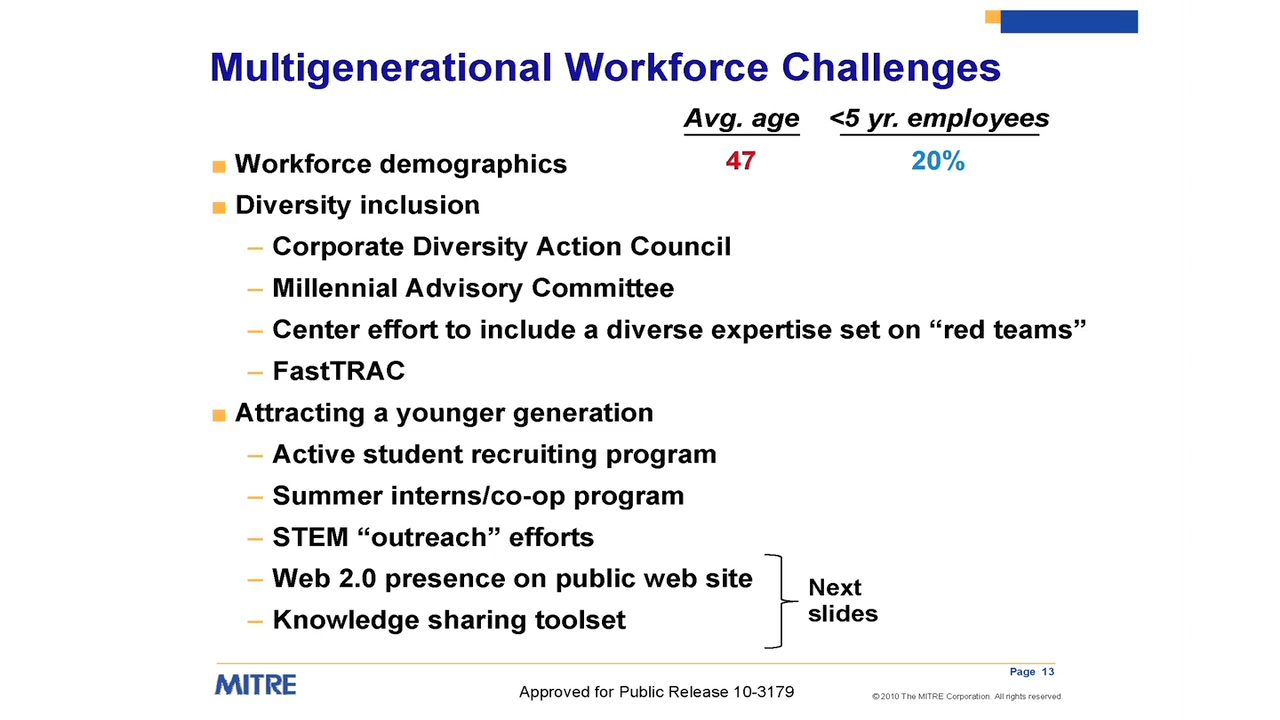 Multigenerational Workforce Challenges
Avg. age <5 yr. employees
■ Workforce demographics 47 20%
■ Diversity inclusion
– Corporate Diversity Action Council
– Millennial Advisory Committee
– Center effort to include a diverse expertise set on “red teams”
– FastTRAC
■ Attracting a younger generation
– Active student recruiting program
– Summer interns/co-op program
– STEM “outreach” efforts
– Web 2.0 presence on public web site
– Knowledge sharing toolset
Next
slides
Page 13
MITRE
Approved for Public Release 10-3179
© 2010 The MITRE Corporation. All rights reserved.